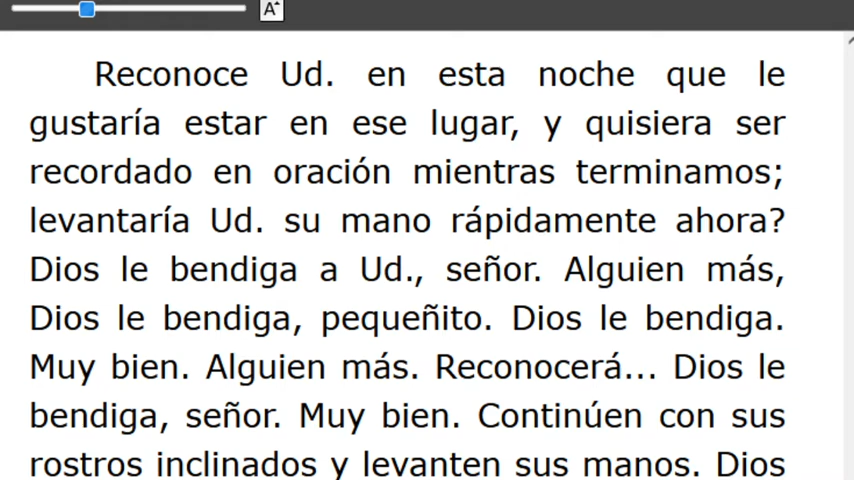 A
Reconoce Ud. en esta noche que le
gustaría estar en ese lugar, y quisiera ser
recordado en oración mientras terminamos;
levantaría Ud. su mano rápidamente ahora?
Dios le bendiga a Ud., señor. Alguien más,
Dios le bendiga, pequeñito. Dios le bendiga.
Muy bien. Alguien más. Reconocerá... Dios le
bendiga, señor. Muy bien. Continúen con sus
rostros inclinados y levanten sus manos. Dios